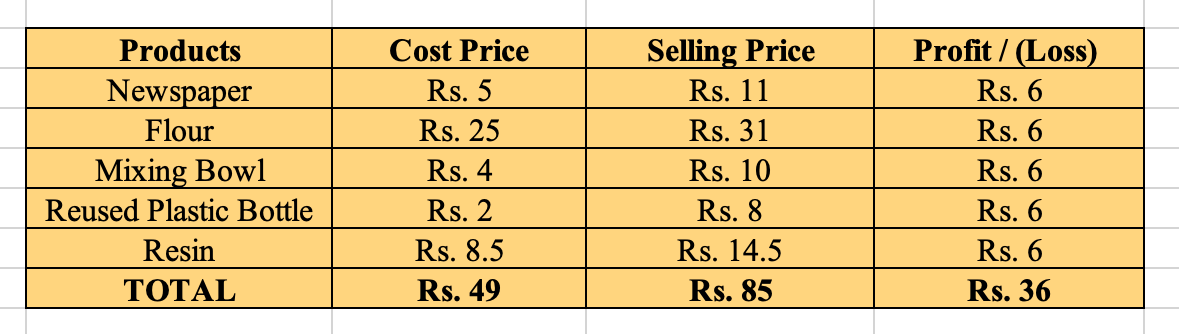 Products Cost Price Selling Price Profit / (Loss)
Newspaper Rs. 5 Rs. 11 Rs. 6
Flour Rs. 25 Rs. 31 Rs. 6
Mixing Bowl Rs. 4 Rs. 10 Rs. 6
Reused Plastic Bottle Rs. 2 Rs. 8 Rs. 6
Resin Rs. 8.5 Rs. 14.5 Rs. 6
TOTAL Rs. 49 Rs. 85 Rs. 36